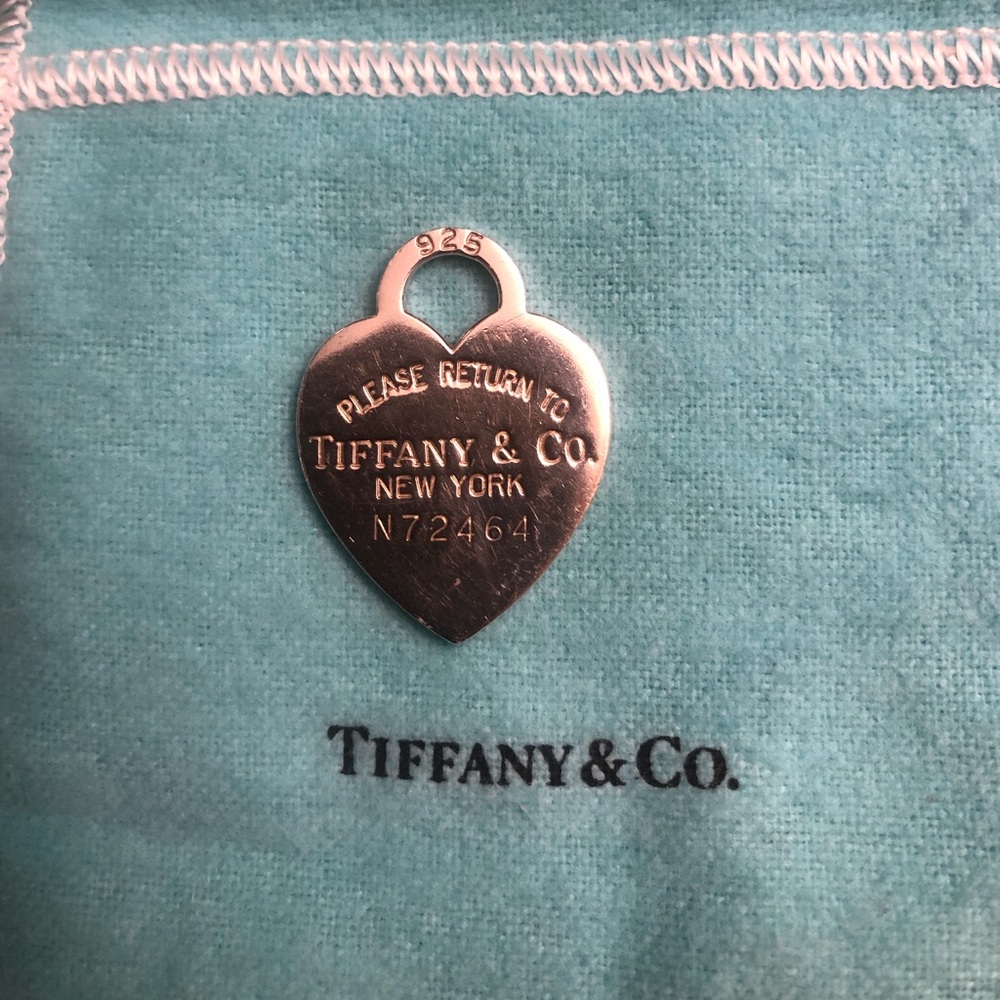 925
PLEASE RETURN TO
TIFFANY & CO.
NEW YORK
N72464
TIFFANY & CO.